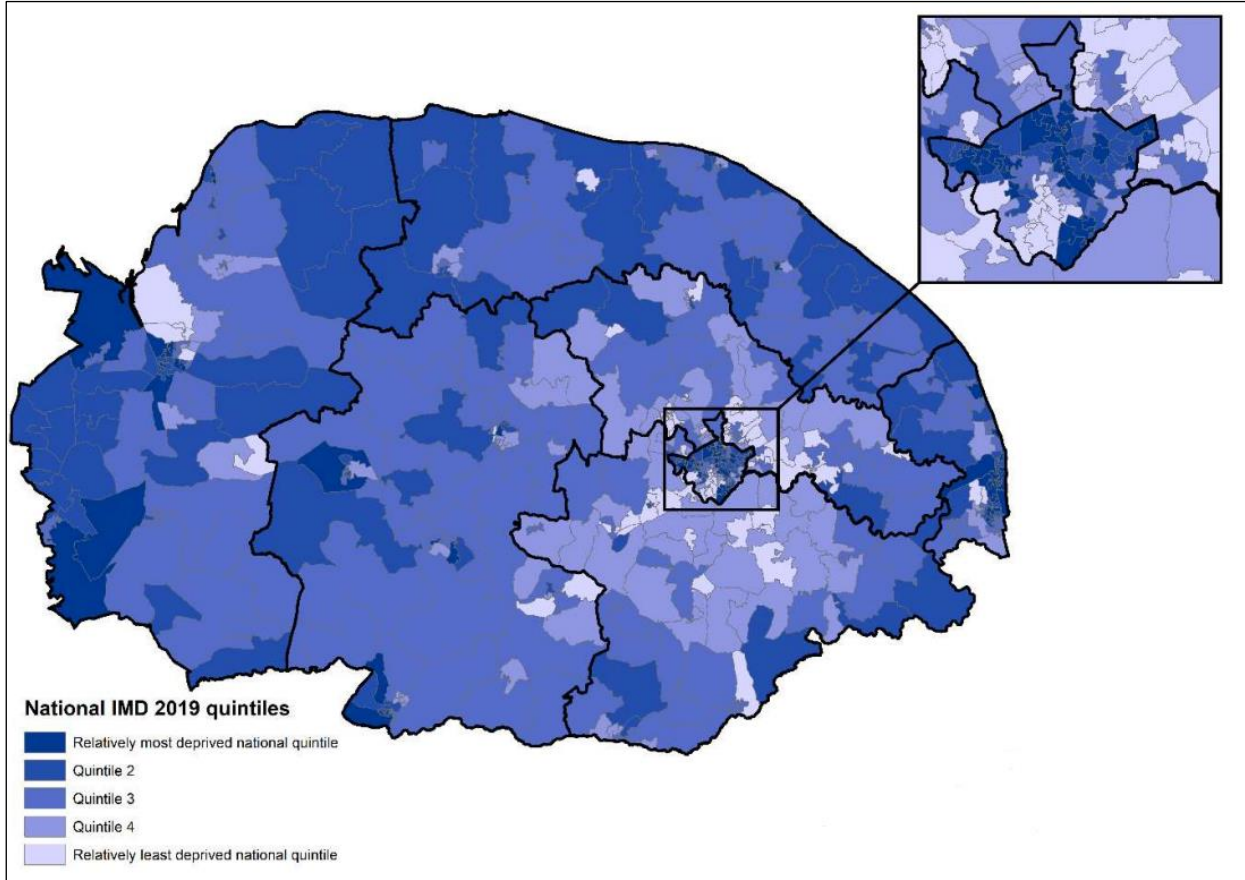 National IMD 2019 quintiles
Relatively most deprived national quintile
Quintile 2
Quintile 3
Quintile 4
Relatively least deprived national quintile